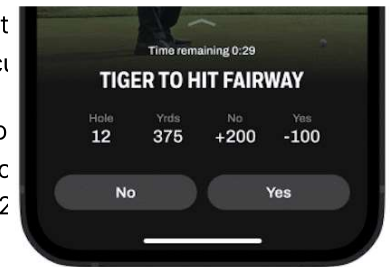 Time remaining 0:29
TIGER TO HIT FAIRWAY
Hole Yrds No Yes
12 375 +200 -100
No Yes